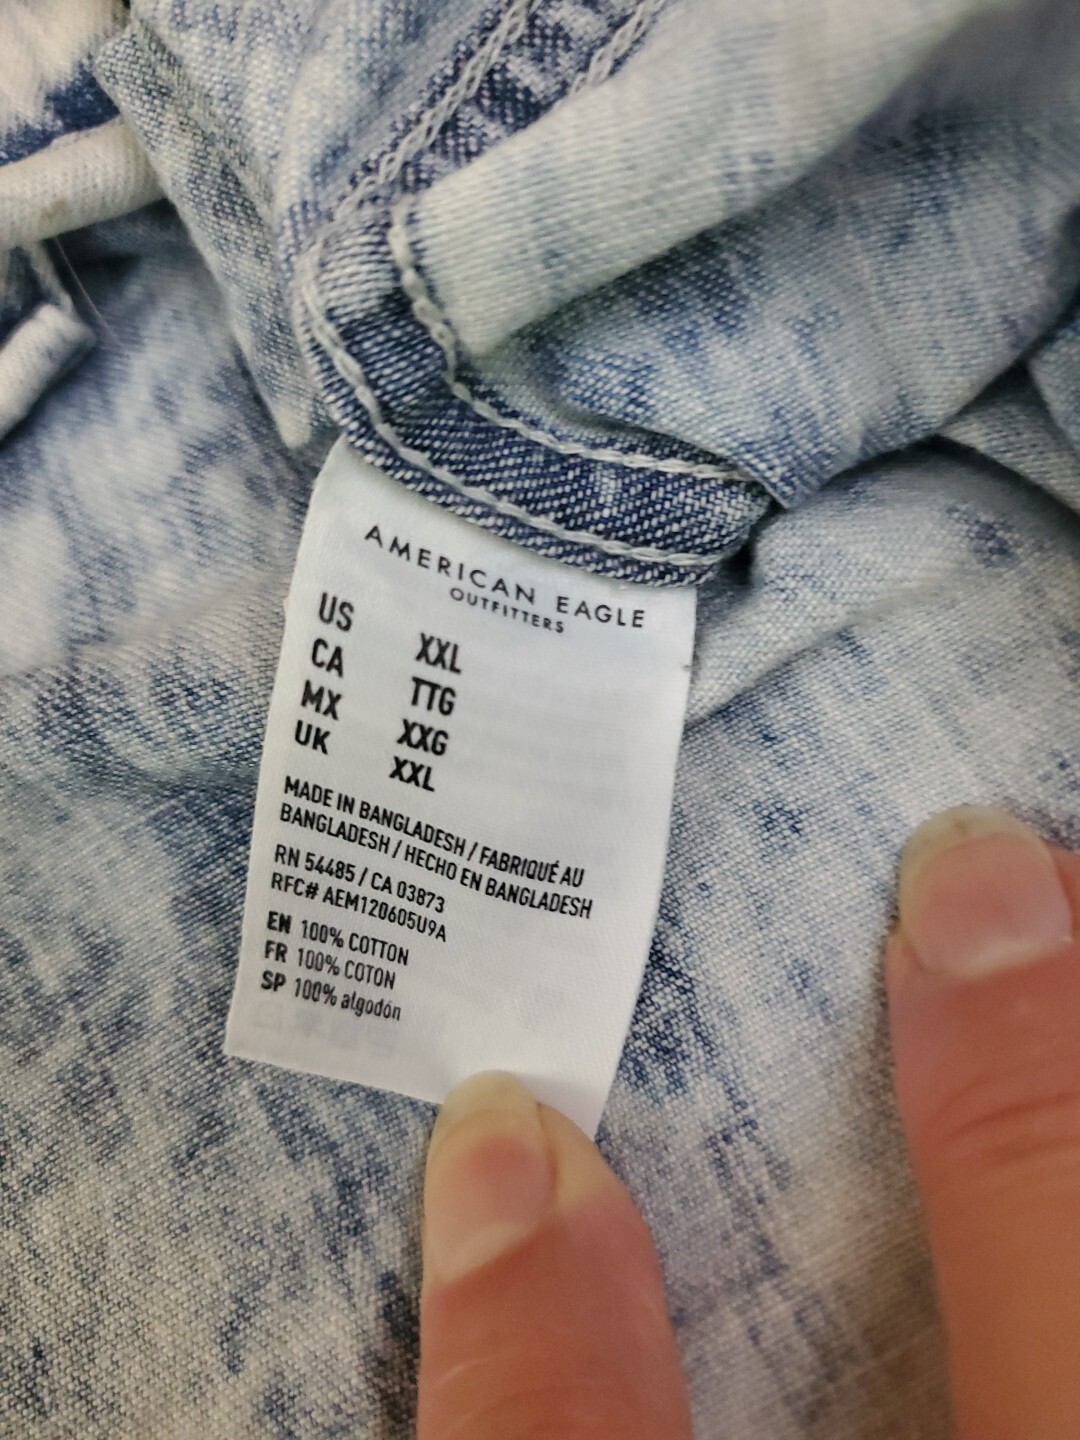 AMERICAN EAGLE
OUTFITTERS
US XXL
CA TTG
MX XXG
UK XXL
MADE IN BANGLADESH / FABRIQUÉ AU
BANGLADESH / HECHO EN BANGLADESH
RN 54485 / CA 03873
RFC# AEM120605U9A
EN 100% COTTON
FR 100% COTON
SP 100% algodón